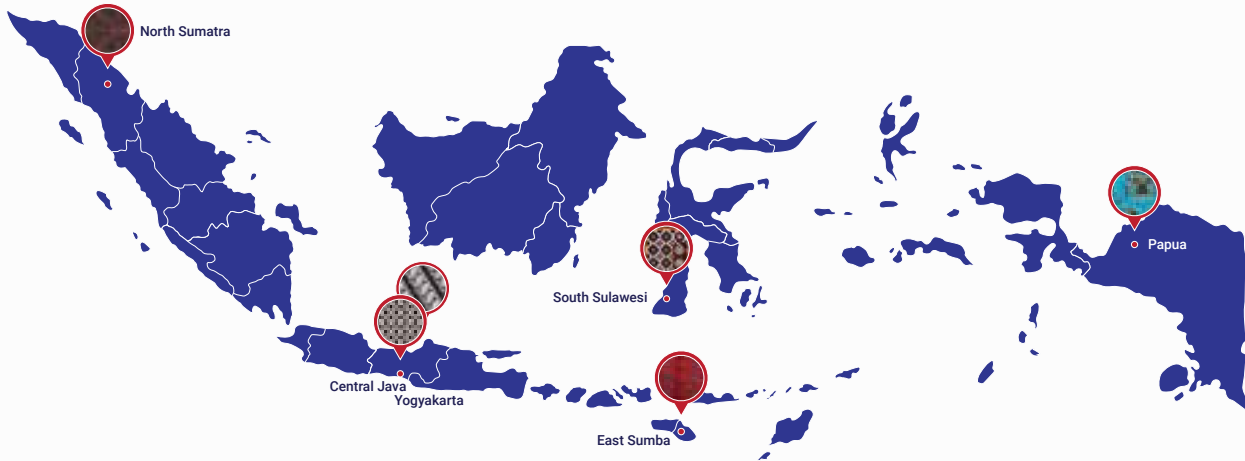 North Sumatra
Papua
South Sulawesi
Central Java
Yogyakarta
East Sumba